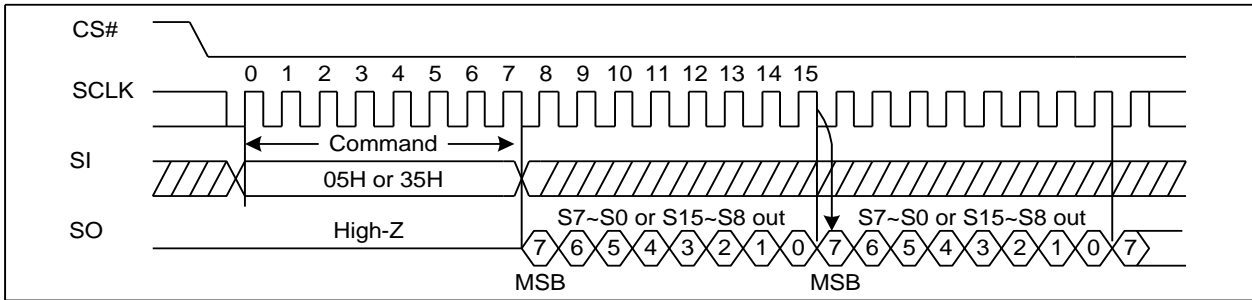 CS#
0 1 2 3 4 5 6 7 8 9 10 11 12 13 14 15
SCLK
Command
SI
05H or 35H
S7~S0 or S15~S8 out S7~S0 or S15~S8 out
SO High-Z
7 6 5 4 3 2 1 0 7 6 5 4 3 2 1 0 7
MSB MSB